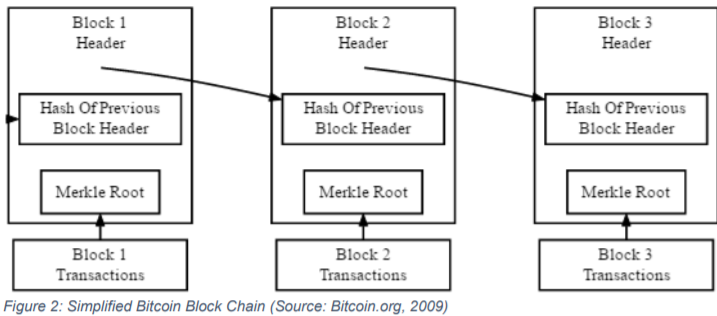 Block 1
Header
Hash Of Previous
Block Header
Merkle Root
Block 1
Transactions
Block 2
Header
Hash Of Previous
Block Header
Merkle Root
Block 2
Transactions
Block 3
Header
Hash Of Previous
Block Header
Merkle Root
Block 3
Transactions
Figure 2: Simplified Bitcoin Block Chain (Source: Bitcoin.org, 2009)